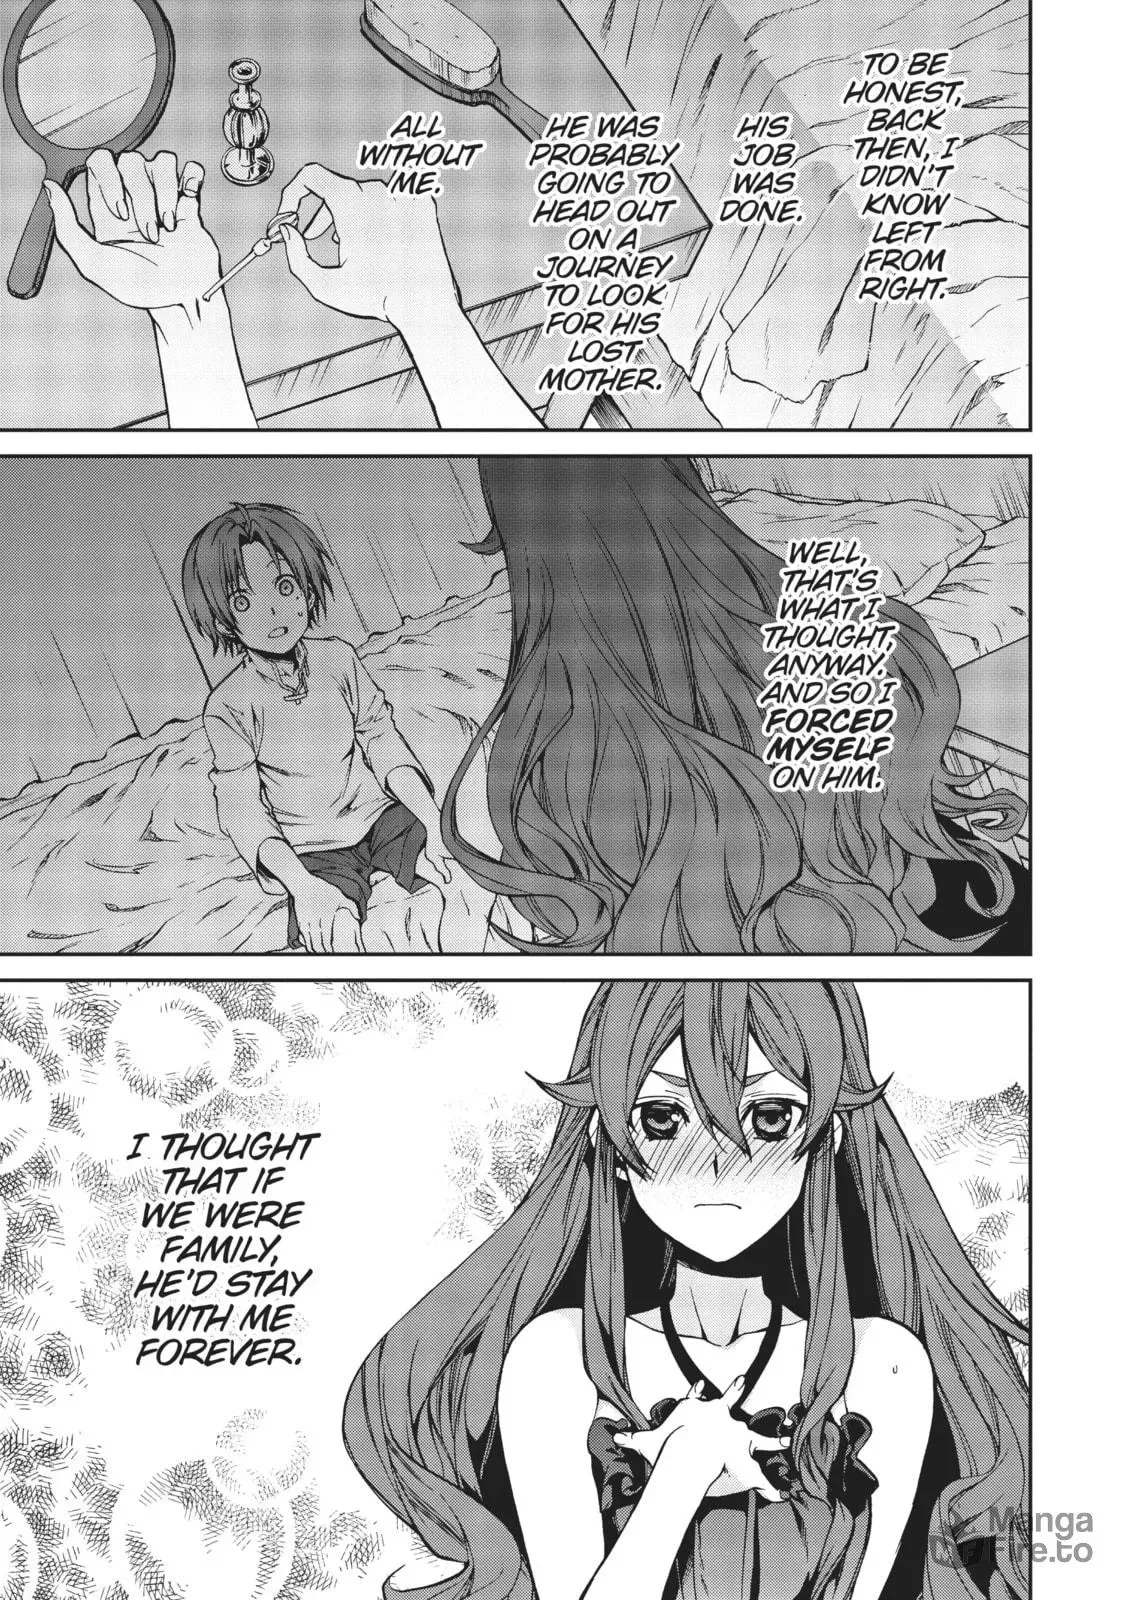 TO BE
HONEST,
BACK
THEN, I
DIDN'T
KNOW
LEFT
FROM
RIGHT.
HIS
JOB
WAS
DONE.
HE WAS
PROBABLY
GOING TO
HEAD OUT
ON A
JOURNEY
TO LOOK
FOR HIS
LOST
MOTHER.
ALL
WITHOUT
ME.
WELL,
THAT'S
WHAT I
THOUGHT,
ANYWAY.
AND SO I
FORCED
MYSELF
ON HIM.
I THOUGHT
THAT IF
WE WERE
FAMILY,
HE'D STAY
WITH ME
FOREVER.
Manga
Fire.to